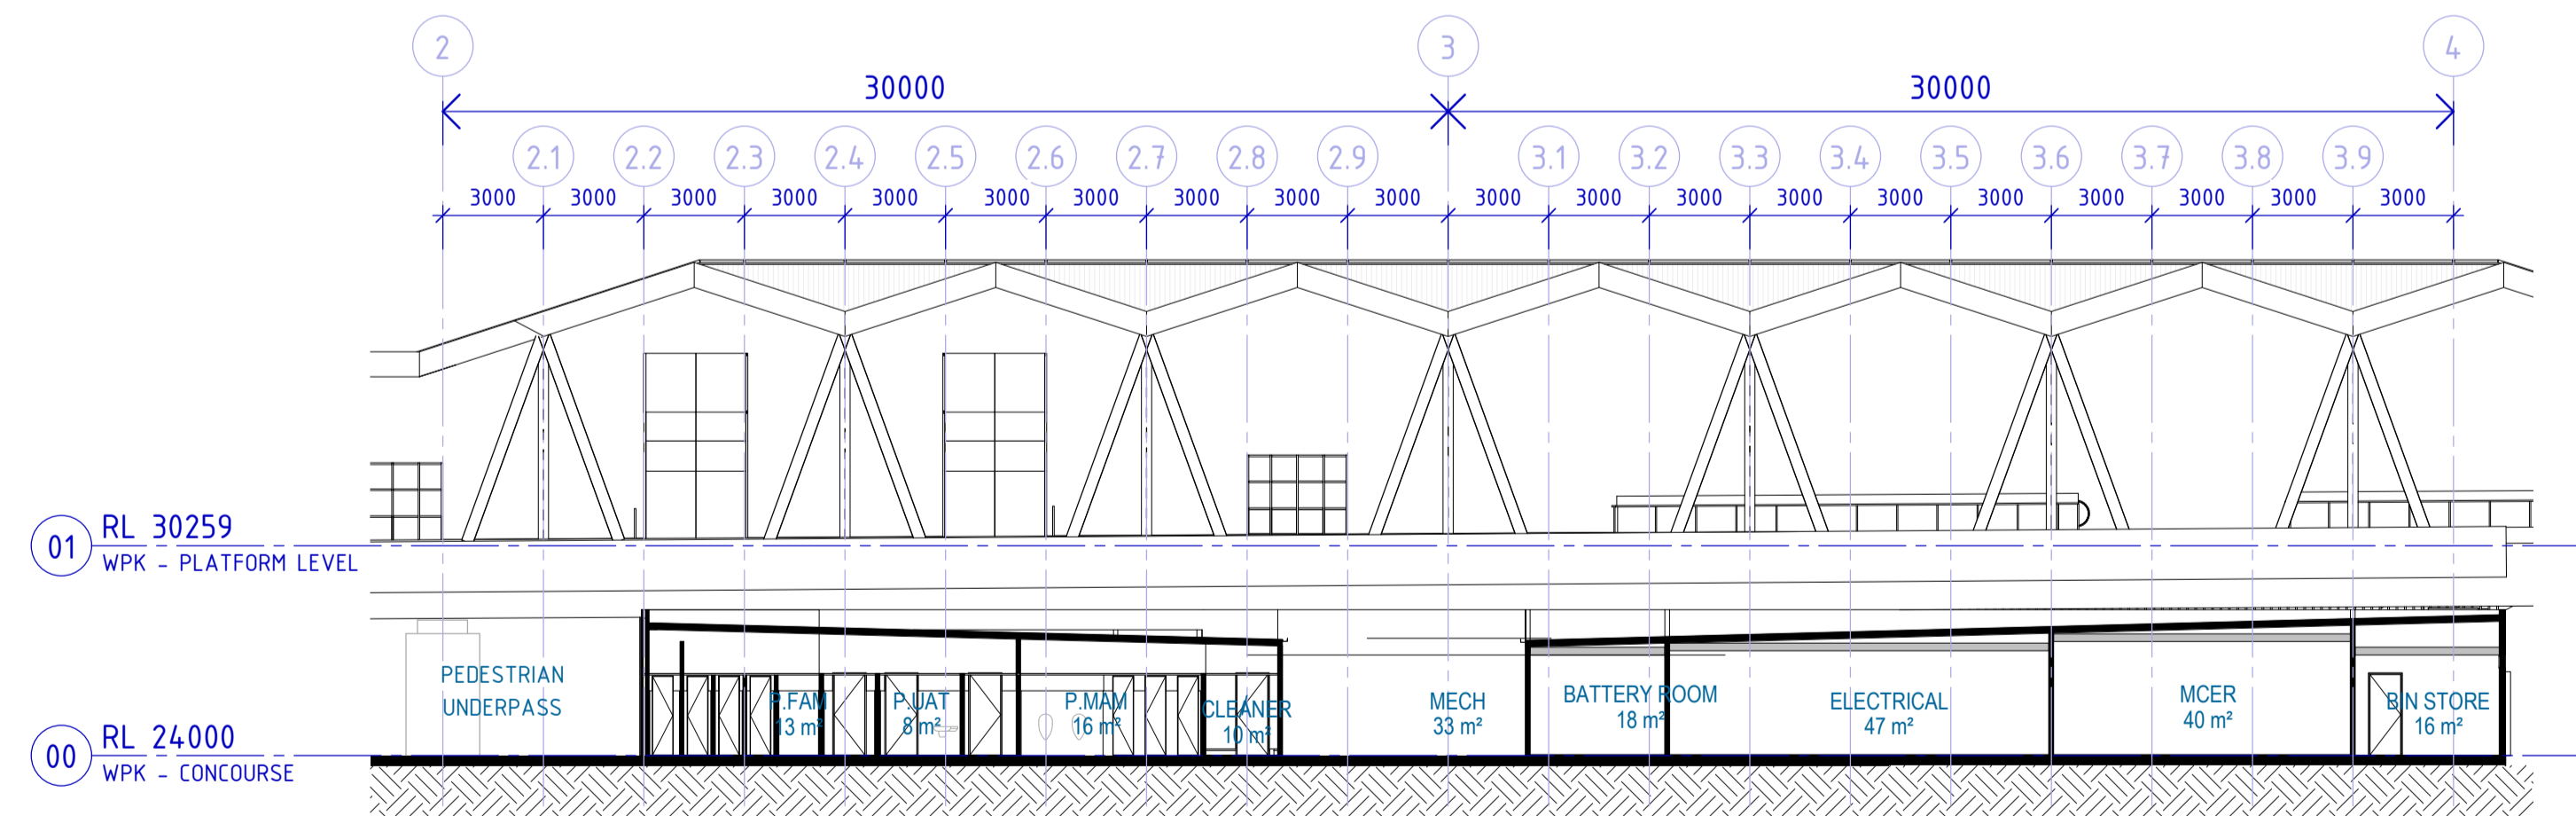 2 3 4
30000 30000
2.1 2.2 2.3 2.4 2.5 2.6 2.7 2.8 2.9 3.1 3.2 3.3 3.4 3.5 3.6 3.7 3.8 3.9
3000 3000 3000 3000 3000 3000 3000 3000 3000 3000 3000 3000 3000 3000 3000 3000 3000 3000 3000 3000
01 RL 30259
WPK - PLATFORM LEVEL
PEDESTRIAN
UNDERPASS
P.FAM
13 m²
P.UAT
8 m²
P.MAM
16 m²
CLEANER
10 m²
MECH
33 m²
BATTERY ROOM
18 m²
ELECTRICAL
47 m²
MCER
40 m²
BIN STORE
16 m²
00 RL 24000
WPK - CONCOURSE